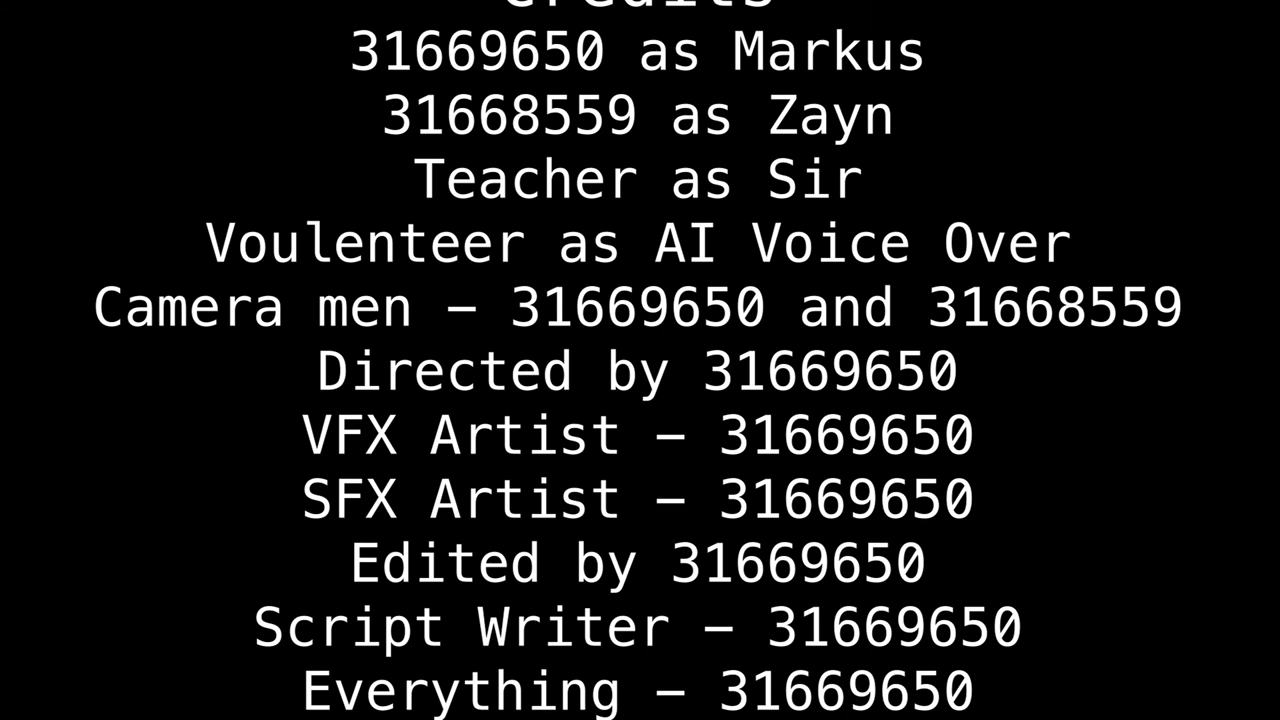 Credits
31669650 as Markus
31668559 as Zayn
Teacher as Sir
Voulenteer as AI Voice Over
Camera men – 31669650 and 31668559
Directed by 31669650
VFX Artist – 31669650
SFX Artist – 31669650
Edited by 31669650
Script Writer – 31669650
Everything – 31669650